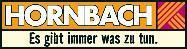 HORNBACH
Es gibt immer was zu tun.